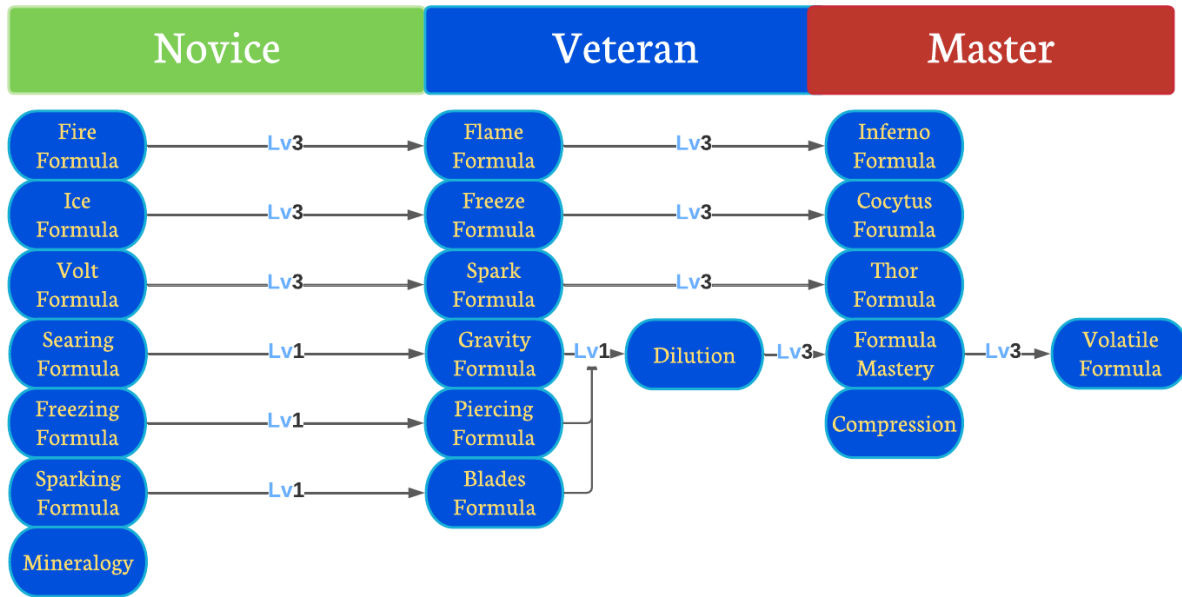 Novice
Veteran
Master
Fire
Formula
Lv3
Flame
Formula
Lv3
Inferno
Formula
Ice
Formula
Lv3
Freeze
Formula
Lv3
Cocytus
Forumla
Volt
Formula
Lv3
Spark
Formula
Lv3
Thor
Formula
Searing
Formula
Lv1
Gravity
Formula
Lv1
Dilution
Lv3
Formula
Mastery
Lv3
Volatile
Formula
Freezing
Formula
Lv1
Piercing
Formula
Compression
Sparking
Formula
Lv1
Blades
Formula
Mineralogy